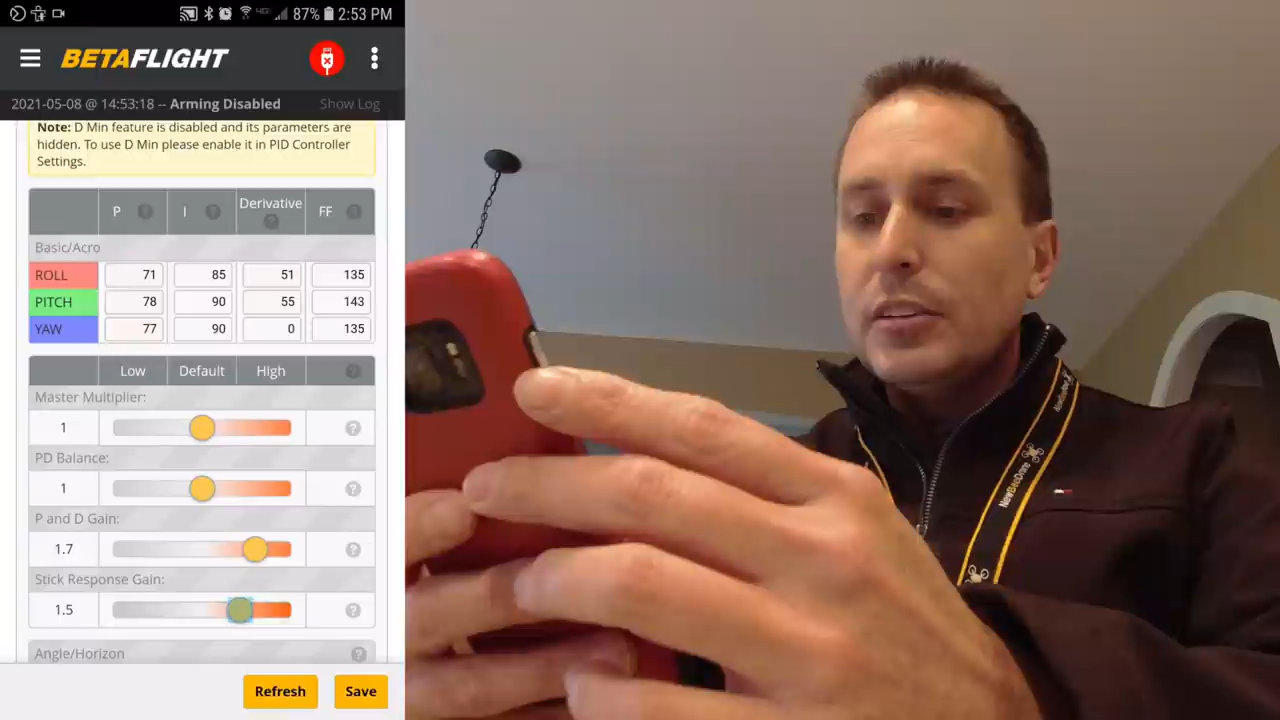 87% 2:53 PM
BETAFLIGHT
2021-05-08 @ 14:53:18 -- Arming Disabled Show Log
Note: D Min feature is disabled and its parameters are
hidden. To use D Min please enable it in PID Controller
Settings.
P I Derivative FF
Basic/Acro
ROLL 71 85 51 135
PITCH 78 90 55 143
YAW 77 90 0 135
Low Default High
Master Multiplier:
1
PD Balance:
1
P and D Gain:
1.7
Stick Response Gain:
1.5
Angle/Horizon
Refresh Save
NewBeeDrone